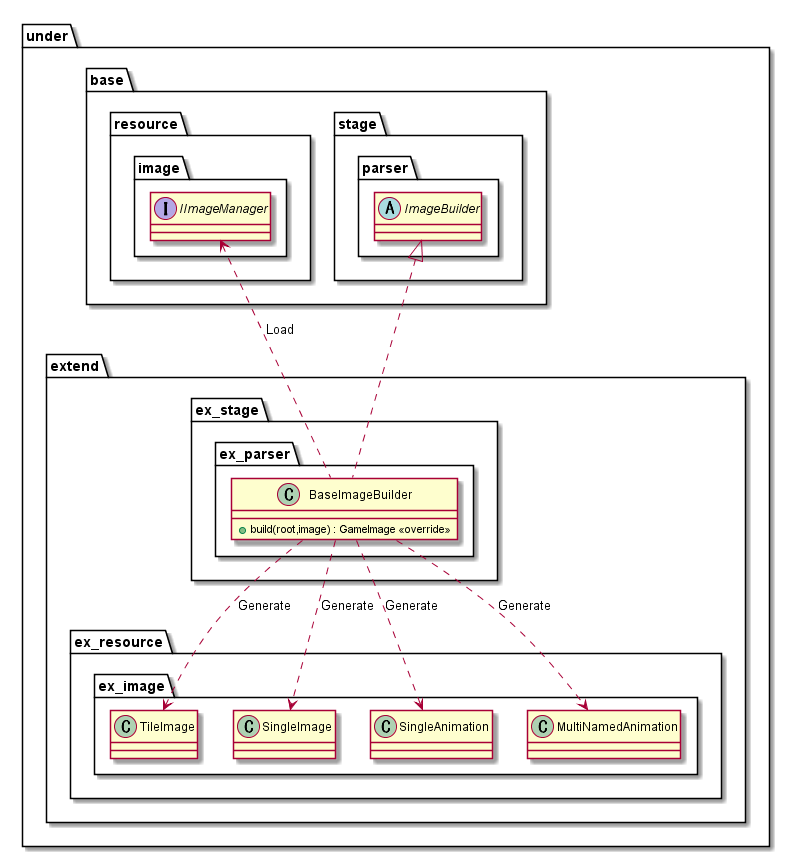 under
base
resource
stage
image
parser
I IImageManager
A ImageBuilder
Load
extend
ex_stage
ex_parser
C BaseImageBuilder
build(root,image) : GameImage «override»
Generate
Generate
Generate
Generate
ex_resource
ex_image
C TileImage
C SingleImage
C SingleAnimation
C MultiNamedAnimation